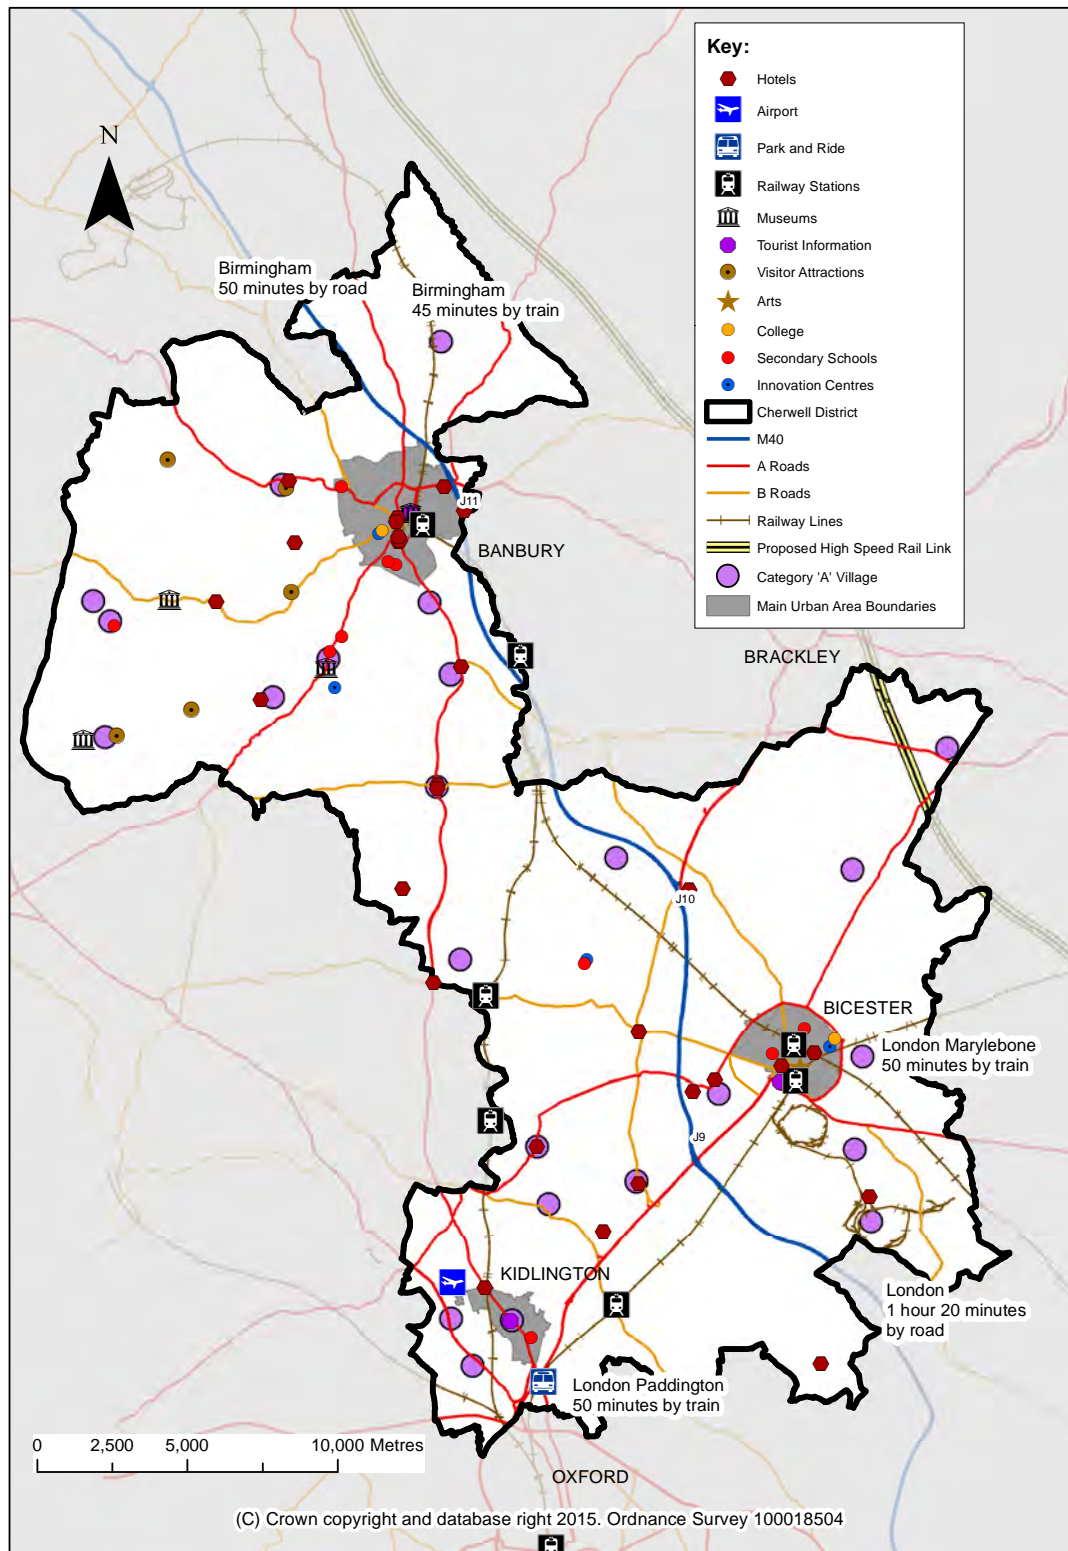 Key:
Hotels
Airport
Park and Ride
Railway Stations
Museums
Tourist Information
Visitor Attractions
Arts
College
Secondary Schools
Innovation Centres
Cherwell District
M40
A Roads
B Roads
Railway Lines
Proposed High Speed Rail Link
Category 'A' Village
Main Urban Area Boundaries
N
Birmingham
50 minutes by road
Birmingham
45 minutes by train
J11
BANBURY
BRACKLEY
J10
BICESTER
London Marylebone
50 minutes by train
J9
KIDLINGTON
London
1 hour 20 minutes
by road
London Paddington
50 minutes by train
0 2,500 5,000 10,000 Metres
OXFORD
(C) Crown copyright and database right 2015. Ordnance Survey 100018504